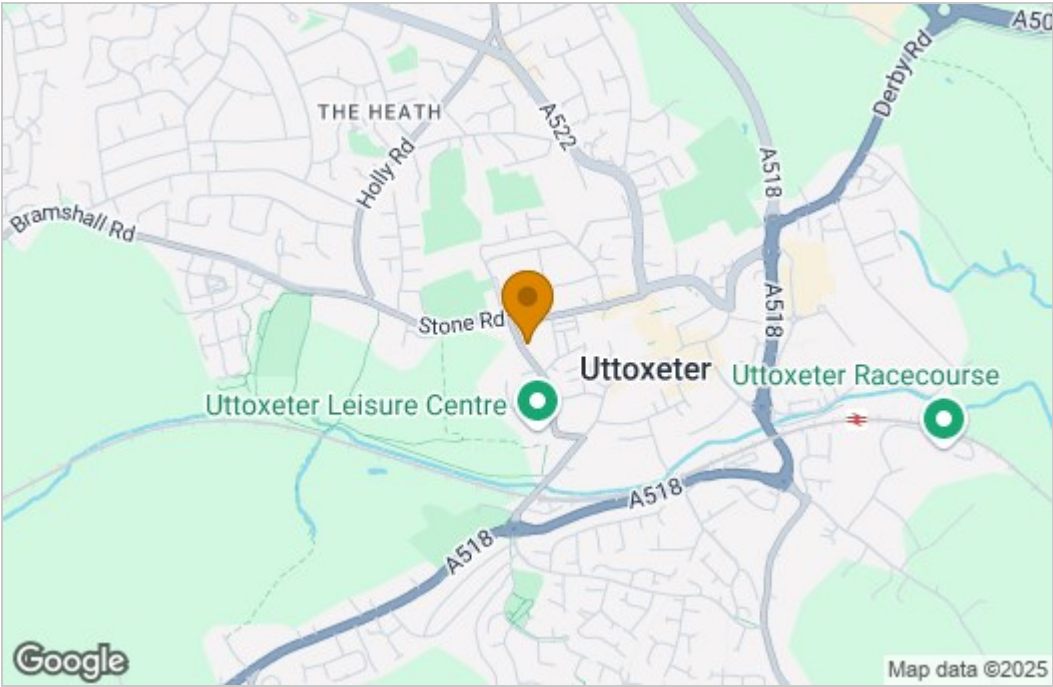 A50
Derby Rd
THE HEATH
A522
Holly Rd
A518
Bramshall Rd
A518
Stone Rd
Uttoxeter
Uttoxeter Racecourse
Uttoxeter Leisure Centre
A518
A518
Google
Map data ©2025